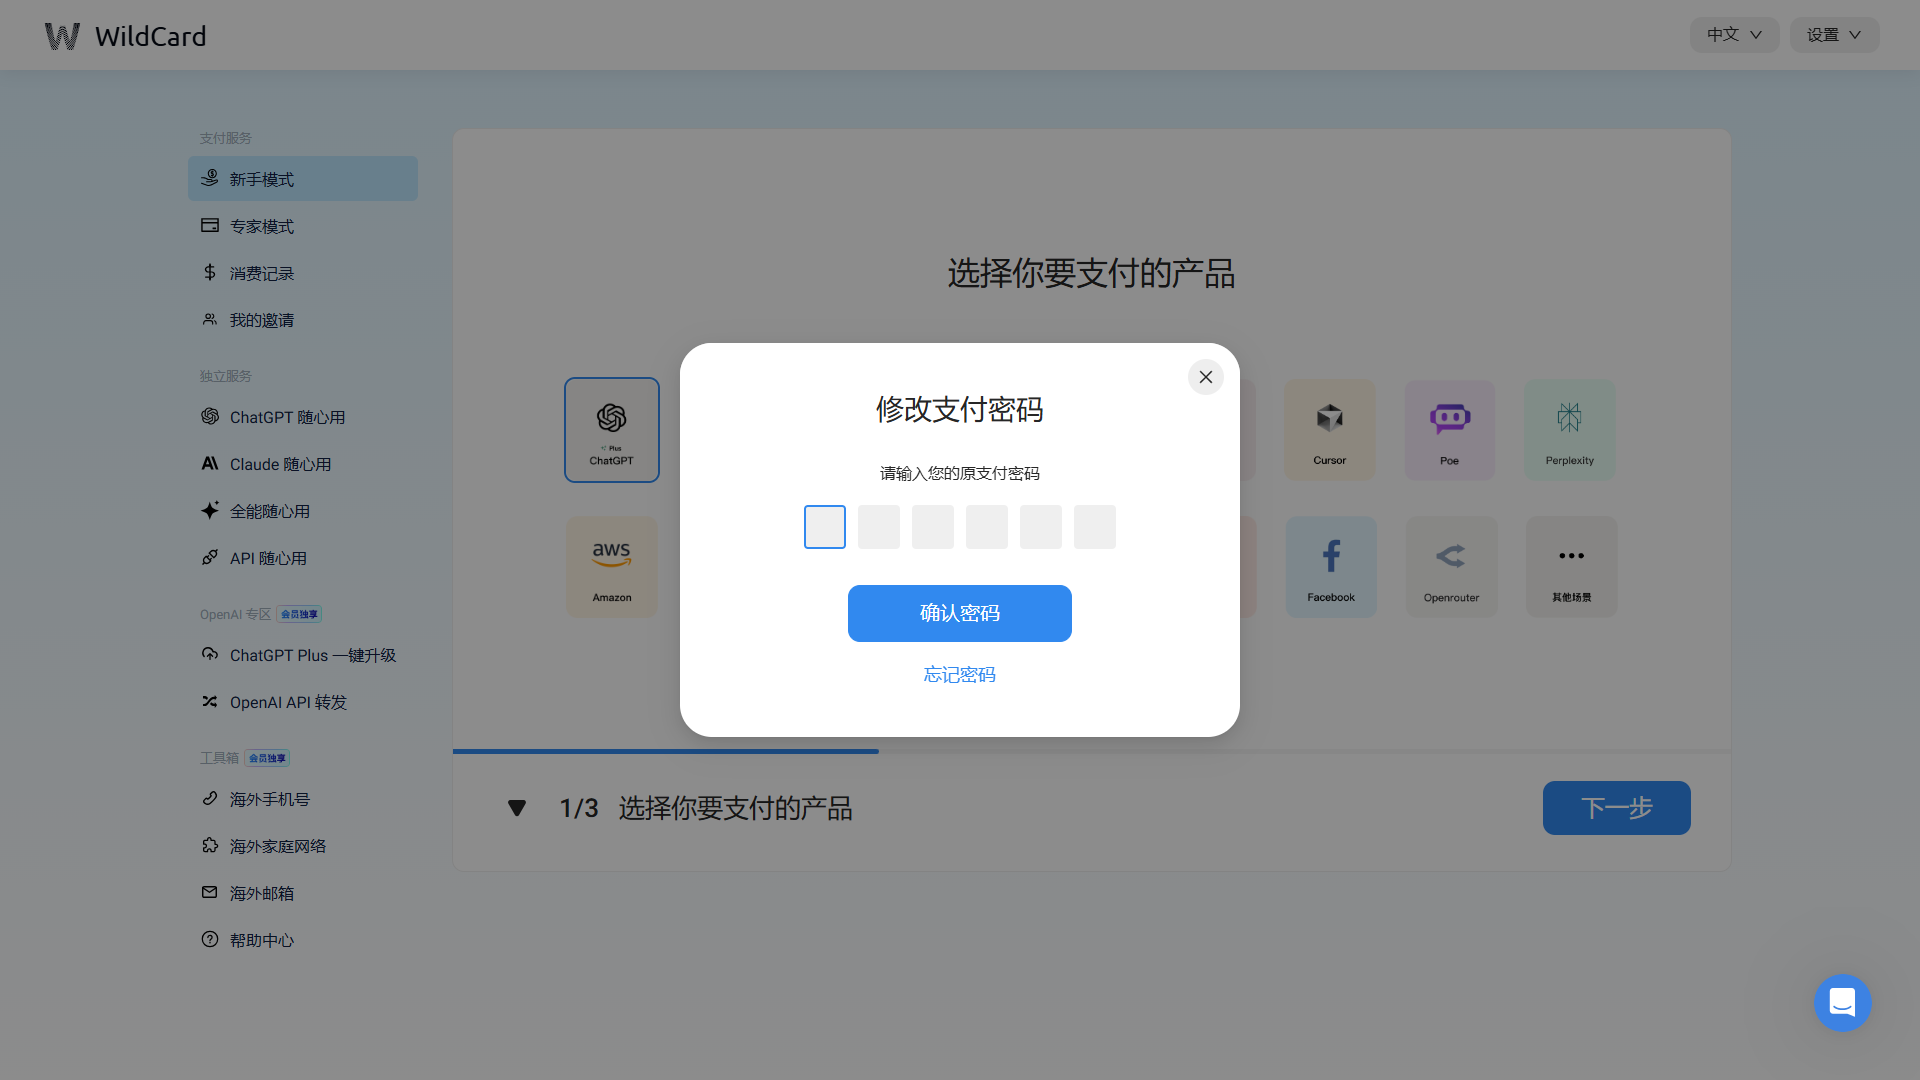 WildCard
中文
设置
支付服务
新手模式
专家模式
消费记录
我的邀请
独立服务
ChatGPT 随心用
Claude 随心用
全能随心用
API 随心用
OpenAI 专区 会员独享
ChatGPT Plus 一键升级
OpenAI API 转发
工具箱 会员独享
海外手机号
海外家庭网络
海外邮箱
帮助中心
选择你要支付的产品
Plus
ChatGPT
Cursor
Poe
Perplexity
aws
Amazon
Facebook
Openrouter
其他场景
修改支付密码
请输入您的原支付密码
确认密码
忘记密码
1/3 选择你要支付的产品
下一步